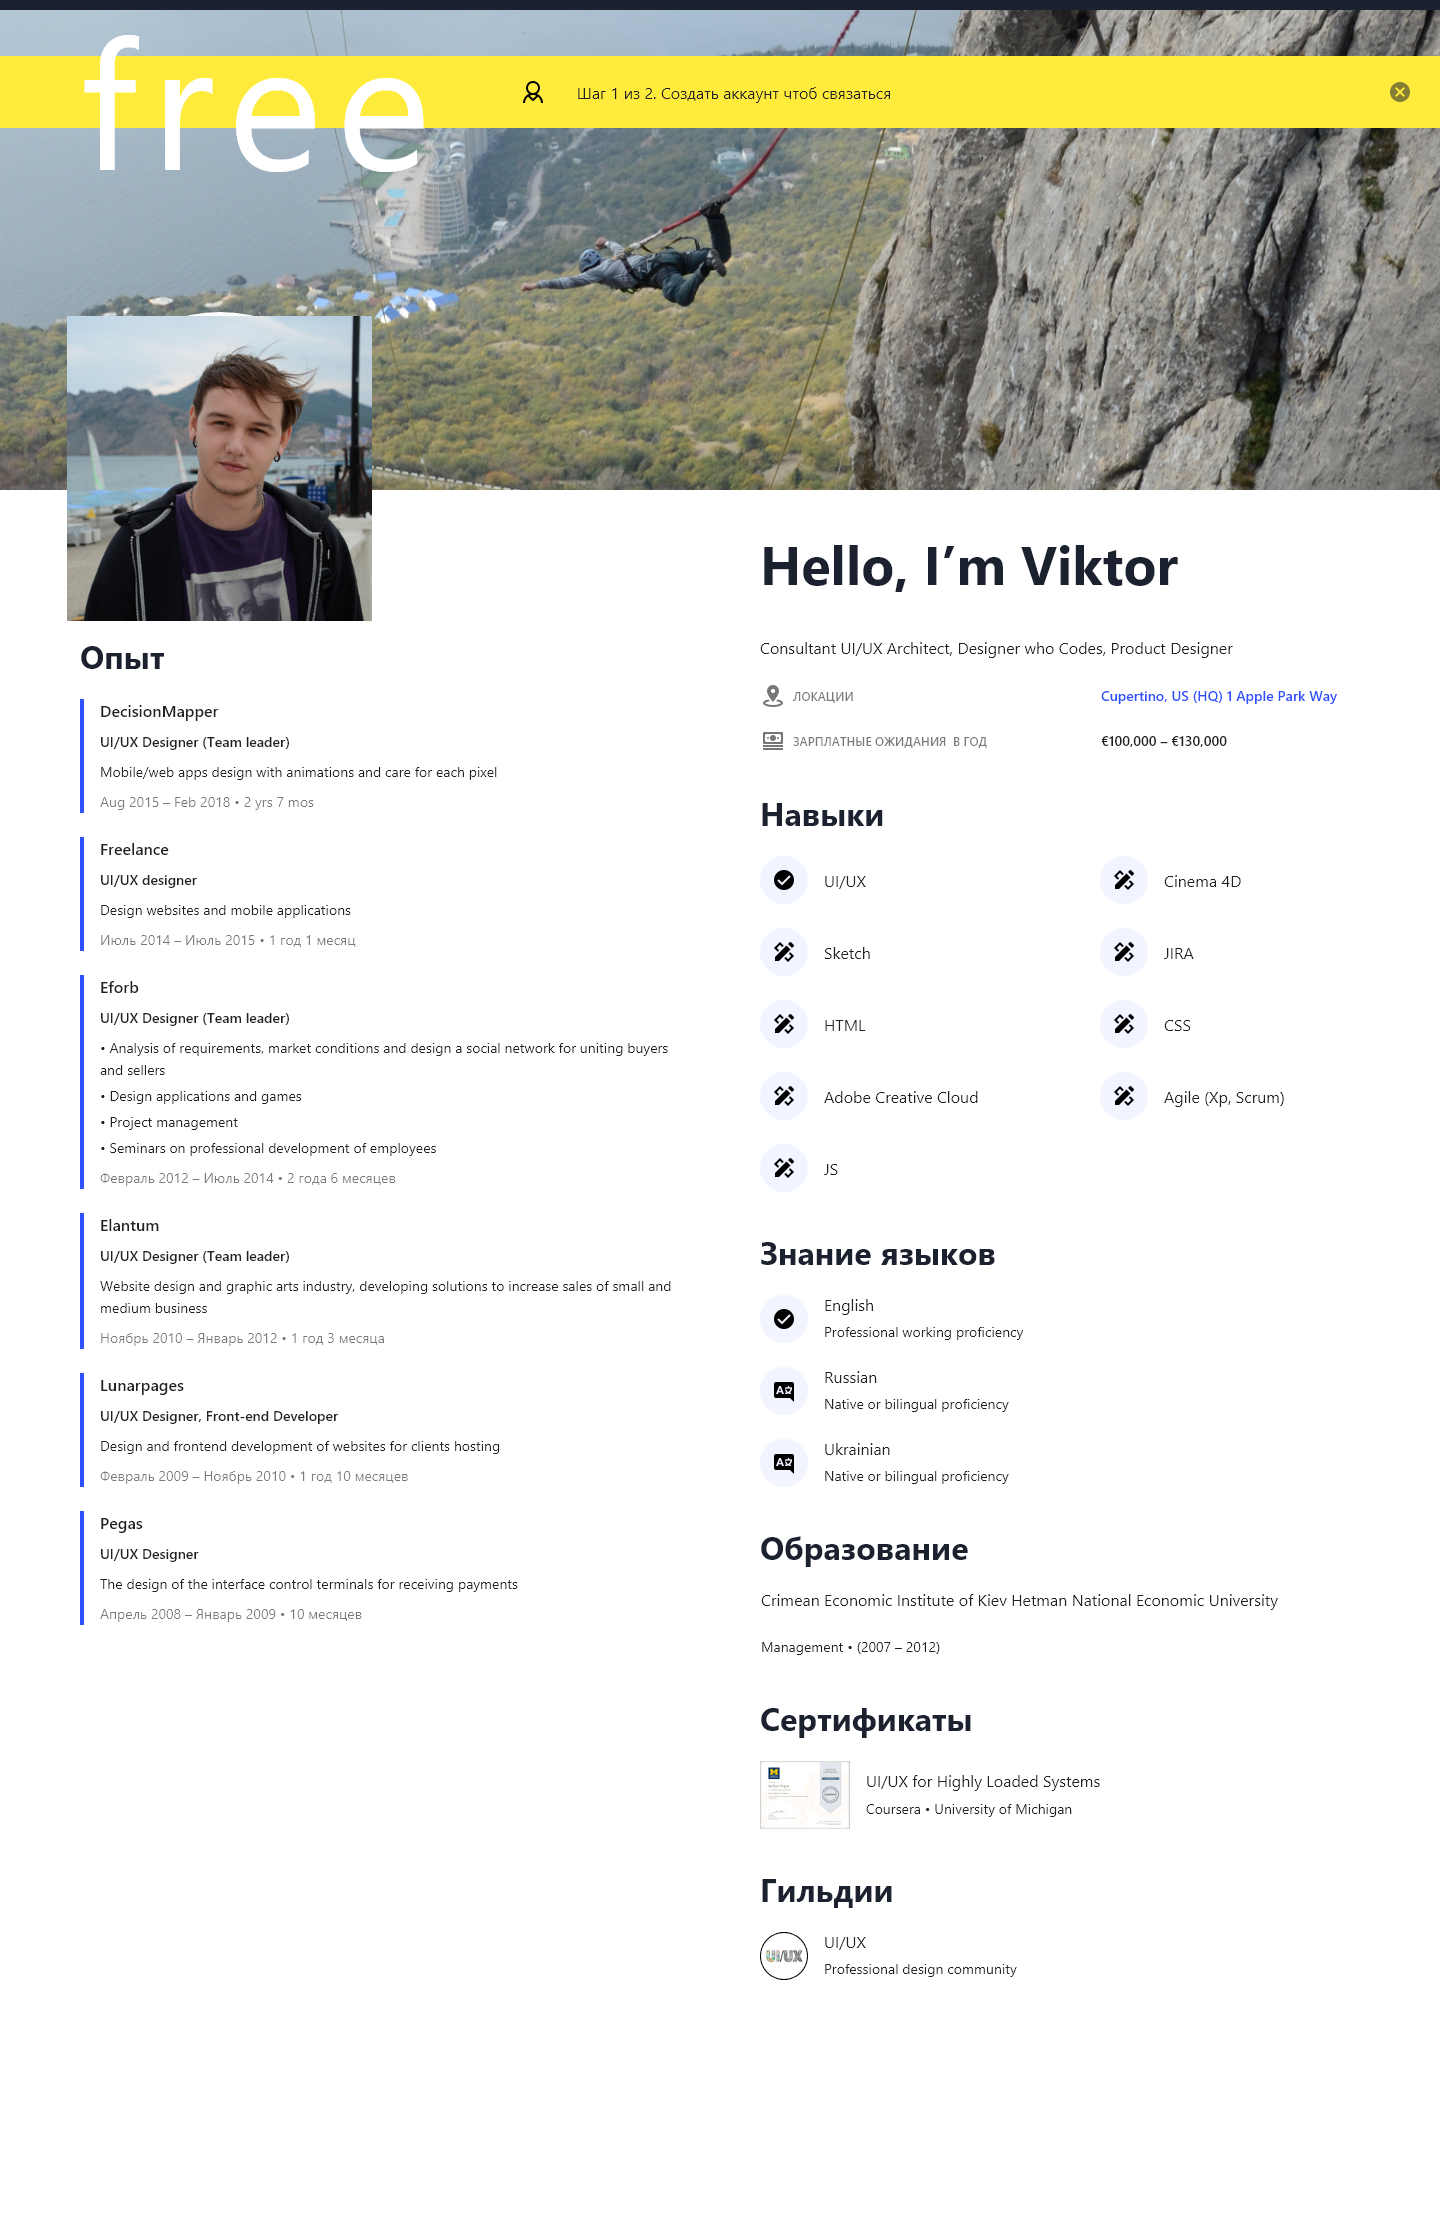 free
Шаг 1 из 2. Создать аккаунт чтоб связаться
Опыт
DecisionMapper
UI/UX Designer (Team leader)
Mobile/web apps design with animations and care for each pixel
Aug 2015 – Feb 2018 • 2 yrs 7 mos
Freelance
UI/UX designer
Design websites and mobile applications
Июль 2014 – Июль 2015 • 1 год 1 месяц
Eforb
UI/UX Designer (Team leader)
• Analysis of requirements, market conditions and design a social network for uniting buyers
and sellers
• Design applications and games
• Project management
• Seminars on professional development of employees
Февраль 2012 – Июль 2014 • 2 года 6 месяцев
Elantum
UI/UX Designer (Team leader)
Website design and graphic arts industry, developing solutions to increase sales of small and
medium business
Ноябрь 2010 – Январь 2012 • 1 год 3 месяца
Lunarpages
UI/UX Designer, Front-end Developer
Design and frontend development of websites for clients hosting
Февраль 2009 – Ноябрь 2010 • 1 год 10 месяцев
Pegas
UI/UX Designer
The design of the interface control terminals for receiving payments
Апрель 2008 – Январь 2009 • 10 месяцев
Hello, I’m Viktor
Consultant UI/UX Architect, Designer who Codes, Product Designer
ЛОКАЦИИ Cupertino, US (HQ) 1 Apple Park Way
ЗАРПЛАТНЫЕ ОЖИДАНИЯ В ГОД €100,000 – €130,000
Навыки
UI/UX Cinema 4D
Sketch JIRA
HTML CSS
Adobe Creative Cloud Agile (Xp, Scrum)
JS
Знание языков
English
Professional working proficiency
Russian
Native or bilingual proficiency
Ukrainian
Native or bilingual proficiency
Образование
Crimean Economic Institute of Kiev Hetman National Economic University
Management • (2007 – 2012)
Сертификаты
UI/UX for Highly Loaded Systems
Coursera • University of Michigan
Гильдии
UI/UX
UI/UX
Professional design community